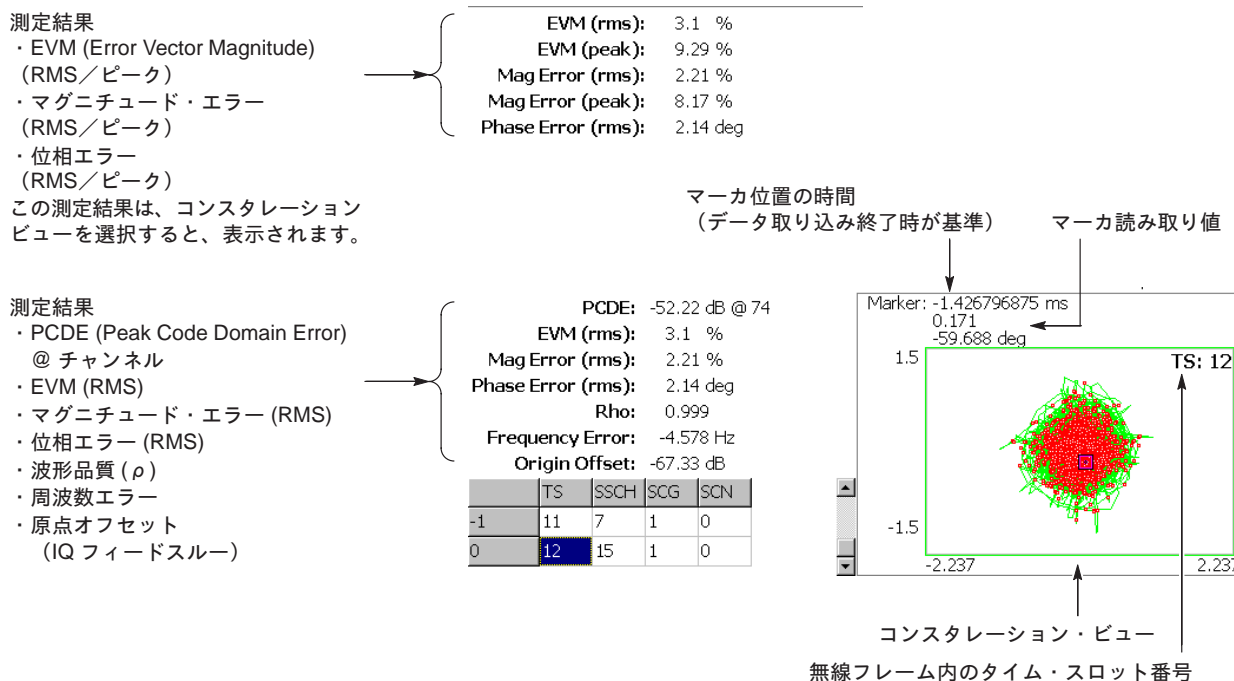 測定結果
・EVM (Error Vector Magnitude)
（RMS／ピーク）
・マグニチュード・エラー
（RMS／ピーク）
・位相エラー
（RMS／ピーク）
この測定結果は、コンスタレーション
ビューを選択すると、表示されます。
EVM (rms): 3.1 %
EVM (peak): 9.29 %
Mag Error (rms): 2.21 %
Mag Error (peak): 8.17 %
Phase Error (rms): 2.14 deg
マーカ位置の時間
（データ取り込み終了時が基準）
マーカ読み取り値
測定結果
・PCDE (Peak Code Domain Error)
@ チャンネル
・EVM (RMS)
・マグニチュード・エラー (RMS)
・位相エラー (RMS)
・波形品質 (ρ)
・周波数エラー
・原点オフセット
（IQ フィードスルー）
PCDE: -52.22 dB @ 74
EVM (rms): 3.1 %
Mag Error (rms): 2.21 %
Phase Error (rms): 2.14 deg
Rho: 0.999
Frequency Error: -4.578 Hz
Origin Offset: -67.33 dB
TS SSCH SCG SCN
-1 11 7 1 0
0 12 15 1 0
Marker: -1.426796875 ms
0.171
-59.688 deg
1.5
TS: 12
-1.5
-2.237 2.237
コンスタレーション・ビュー
無線フレーム内のタイム・スロット番号